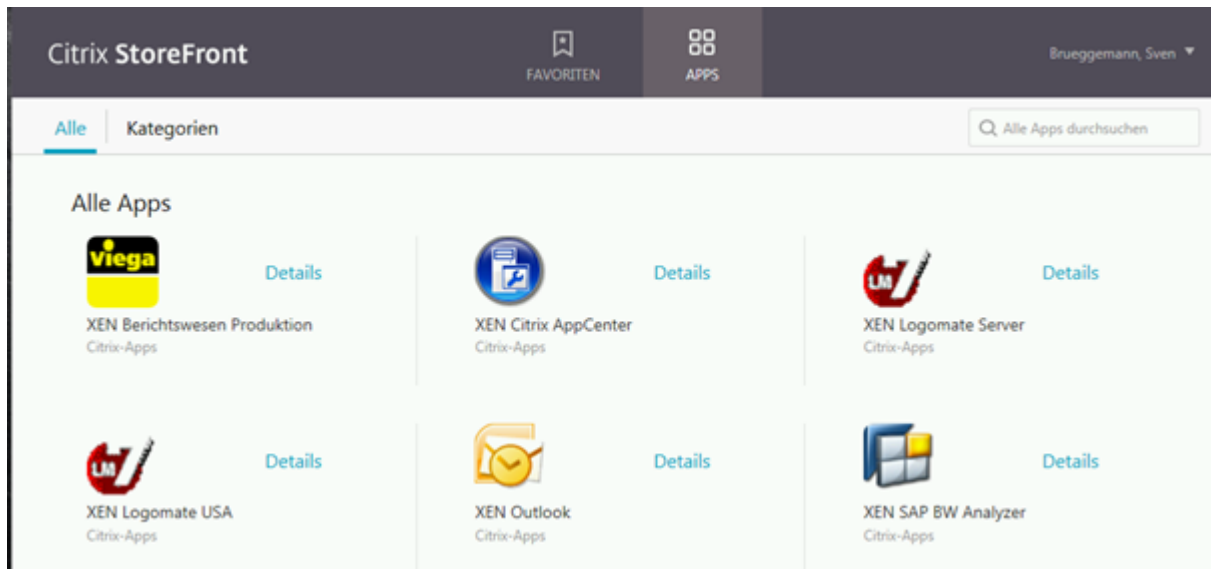 Citrix StoreFront
FAVORITEN
APPS
Brueggemann, Sven
Alle
Kategorien
Alle Apps durchsuchen
Alle Apps
viega
Details
Details
LM
Details
XEN Berichtswesen Produktion
XEN Citrix AppCenter
XEN Logomate Server
Citrix-Apps
Citrix-Apps
Citrix-Apps
LM
Details
Details
Details
XEN Logomate USA
XEN Outlook
XEN SAP BW Analyzer
Citrix-Apps
Citrix-Apps
Citrix-Apps